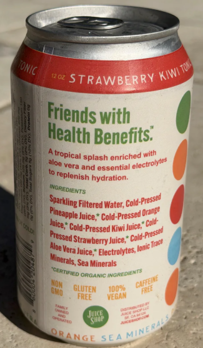 TONIC
12 OZ STRAWBERRY KIWI TONIC
Friends with
Health Benefits.™
A tropical splash enriched with
aloe vera and essential electrolytes
to replenish hydration.
INGREDIENTS
Sparkling Filtered Water, Cold-Pressed
Pineapple Juice,* Cold-Pressed Orange
Juice,* Cold-Pressed Kiwi Juice,* Cold-
Pressed Strawberry Juice,* Cold-Pressed
Aloe Vera Juice,* Electrolytes, Ionic Trace
Minerals, Sea Minerals
*CERTIFIED ORGANIC INGREDIENTS
NON GMO
GLUTEN FREE
100% VEGAN
CAFFEINE FREE
JUICE SHOP
ORANGE SEA MINERALS